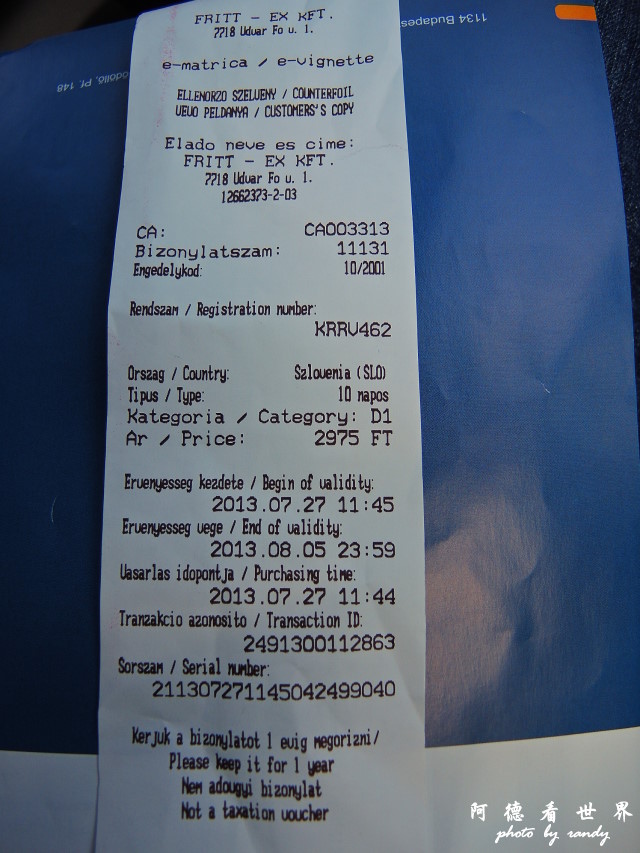 FRITT - EX KFT.
7718 Udvar Fo u. 1.
e-matrica / e-vignette
ELLENORZO SZELVENY / COUNTERFOIL
VEVO PELDANYA / CUSTOMERS'S COPY
Elado neve es cime:
FRITT - EX KFT.
7718 Udvar Fo u. 1.
12662373-2-03
CA: CA003313
Bizonylatszam: 11131
Engedelykod: 10/2001
Rendszam / Registration number:
KRRV462
Orszag / Country: Szlovenia (SLO)
Tipus / Type: 10 napos
Kategoria / Category: D1
Ar / Price: 2975 FT
Ervenyesseg kezdete / Begin of validity:
2013.07.27 11:45
Ervenyesseg vege / End of validity:
2013.08.05 23:59
Vasarlas idopontja / Purchasing time:
2013.07.27 11:44
Tranzakcio azonosito / Transaction ID:
2491300112863
Sorszam / Serial number:
211307271145042499040
Kerjuk a bizonylatot 1 evig megorizni/
Please keep it for 1 year
Nem adougyi bizonylat
Not a taxation voucher
1134 Budapes
odollo, Pf. 148
阿德看世界
photo by randy